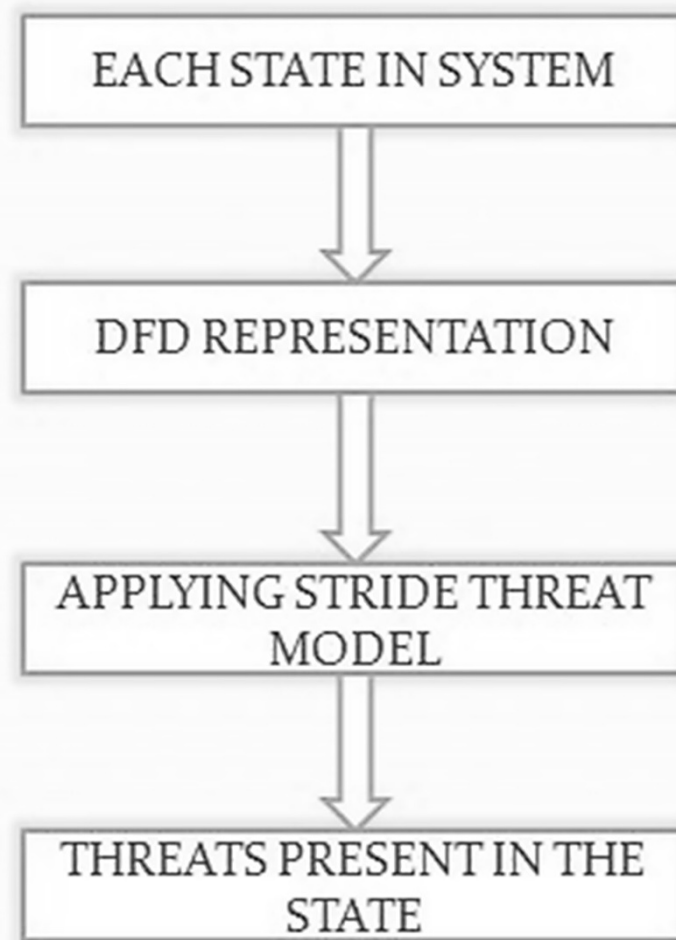 EACH STATE IN SYSTEM
DFD REPRESENTATION
APPLYING STRIDE THREAT
MODEL
THREATS PRESENT IN THE
STATE